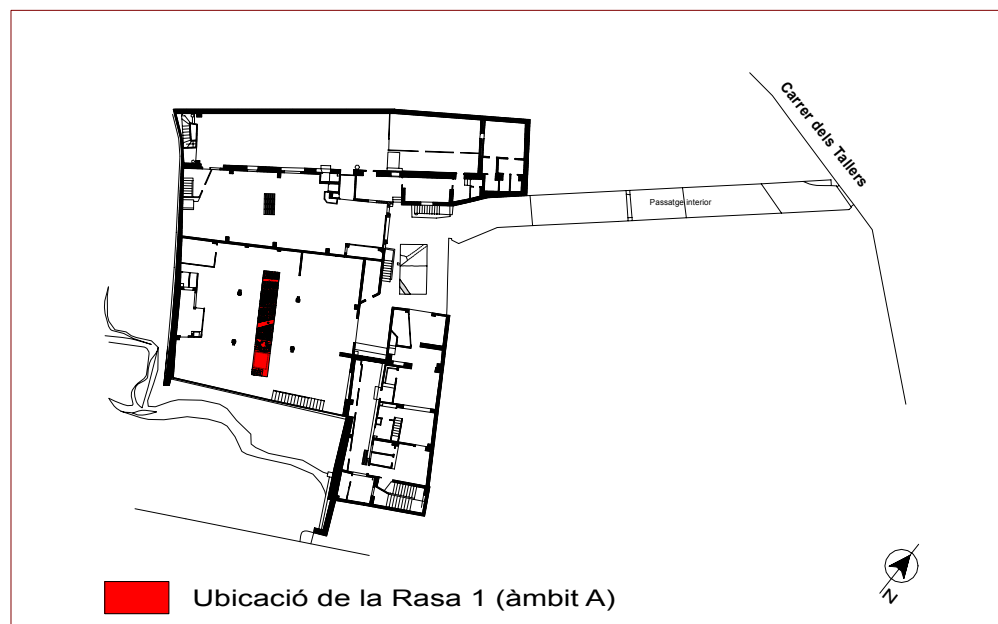 Carrer dels Tallers
Passatge interior
N
Ubicació de la Rasa 1 (àmbit A)